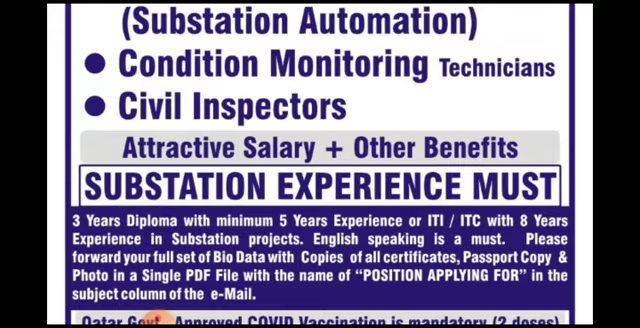 (Substation Automation)
● Condition Monitoring Technicians
● Civil Inspectors
Attractive Salary + Other Benefits
SUBSTATION EXPERIENCE MUST
3 Years Diploma with minimum 5 Years Experience or ITI / ITC with 8 Years
Experience in Substation projects. English speaking is a must. Please
forward your full set of Bio Data with Copies of all certificates, Passport Copy &
Photo in a Single PDF File with the name of “POSITION APPLYING FOR” in the
subject column of the e-Mail.
Qatar Govt. Approved COVID Vaccination is mandatory (2 doses)